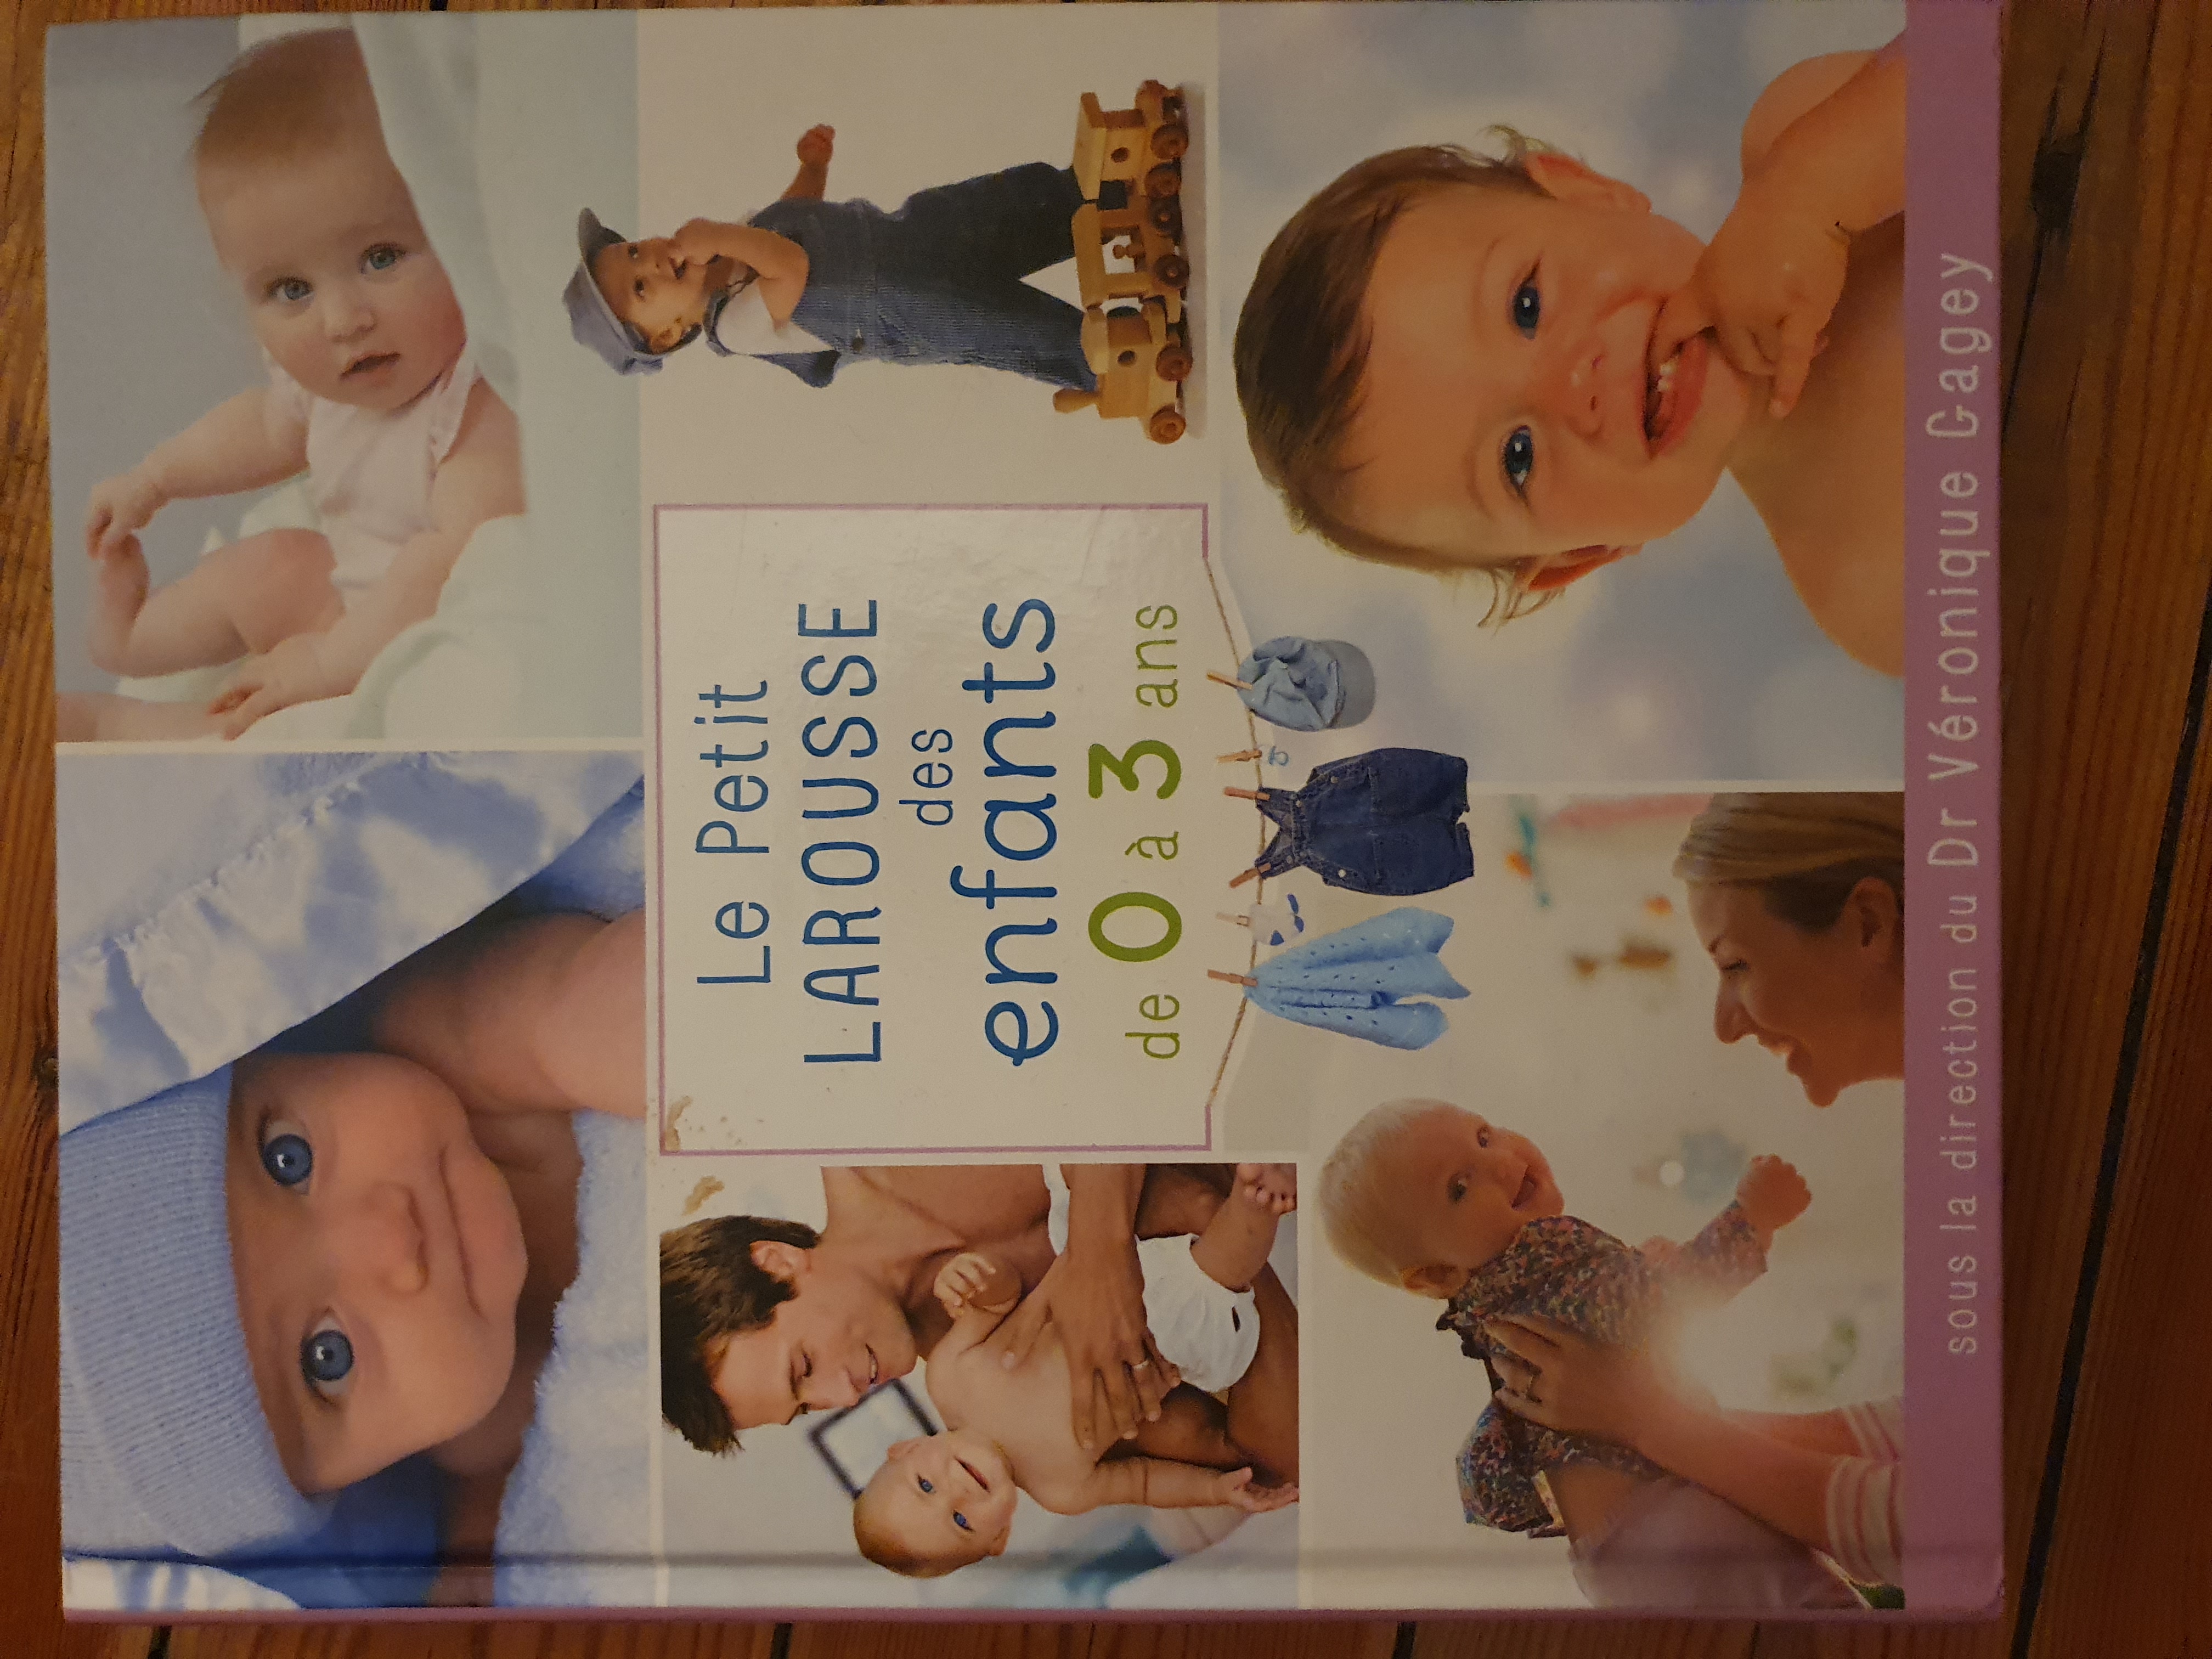 Le Petit
LAROUSSE
des
enfants
de 0 à 3 ans
sous la direction du Dr Véronique Gagey